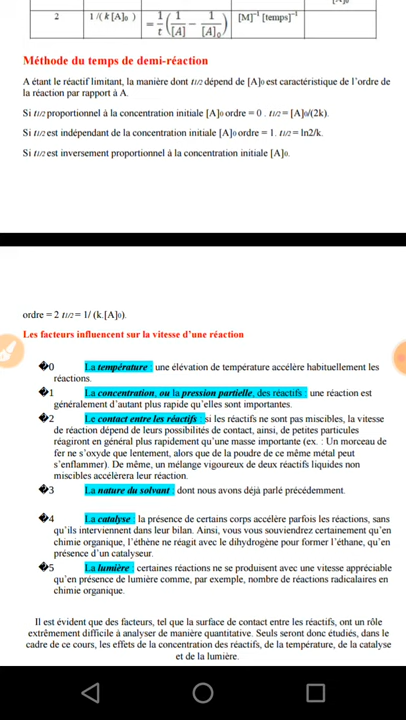 2 1/( k [A]₀ ) = 1/t (1/[A] − 1/[A]₀) [M]⁻¹ [temps]⁻¹
Méthode du temps de demi-réaction
A étant le réactif limitant, la manière dont t1/2 dépend de [A]0 est caractéristique de l'ordre de
la réaction par rapport à A.
Si t1/2 proportionnel à la concentration initiale [A]0 ordre = 0 . t1/2 = [A]0/(2k).
Si t1/2 est indépendant de la concentration initiale [A]0 ordre = 1. t1/2 = ln2/k.
Si t1/2 est inversement proportionnel à la concentration initiale [A]0.
ordre = 2 t1/2 = 1/ (k.[A]0).
Les facteurs influencent sur la vitesse d'une réaction
�0 La température : une élévation de température accélère habituellement les
réactions.
�1 La concentration, ou la pression partielle, des réactifs : une réaction est
généralement d'autant plus rapide qu'elles sont importantes.
�2 Le contact entre les réactifs : si les réactifs ne sont pas miscibles, la vitesse
de réaction dépend de leurs possibilités de contact, ainsi, de petites particules
réagiront en général plus rapidement qu'une masse importante (ex. : Un morceau de
fer ne s'oxyde que lentement, alors que de la poudre de ce même métal peut
s'enflammer). De même, un mélange vigoureux de deux réactifs liquides non
miscibles accélérera leur réaction.
�3 La nature du solvant : dont nous avons déjà parlé précédemment.
�4 La catalyse : la présence de certains corps accélère parfois les réactions, sans
qu'ils interviennent dans leur bilan. Ainsi, vous vous souviendrez certainement qu'en
chimie organique, l'éthène ne réagit avec le dihydrogène pour former l'éthane, qu'en
présence d'un catalyseur.
�5 La lumière : certaines réactions ne se produisent avec une vitesse appréciable
qu'en présence de lumière comme, par exemple, nombre de réactions radicalaires en
chimie organique.
Il est évident que des facteurs, tel que la surface de contact entre les réactifs, ont un rôle
extrêmement difficile à analyser de manière quantitative. Seuls seront donc étudiés, dans le
cadre de ce cours, les effets de la concentration des réactifs, de la température, de la catalyse
et de la lumière.